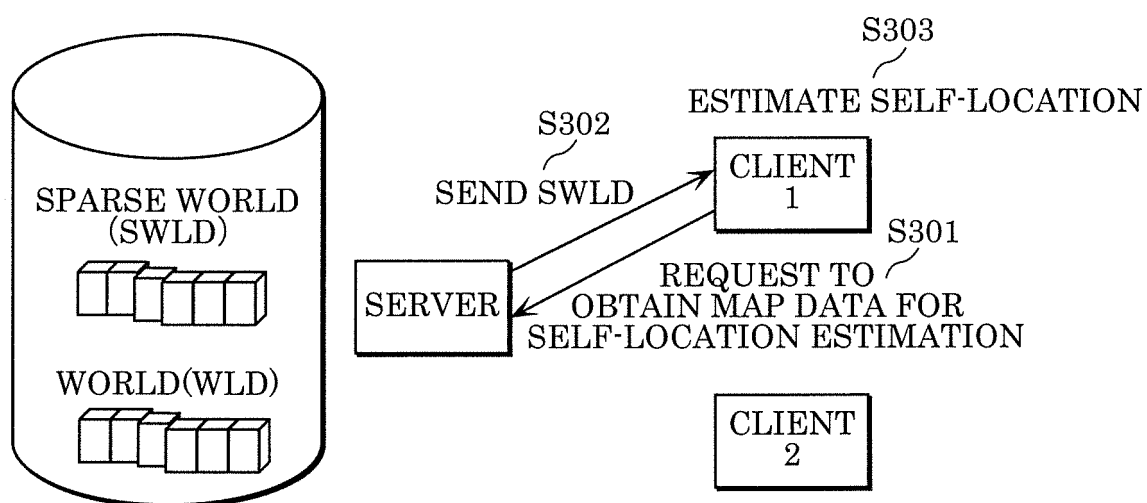 S303
ESTIMATE SELF-LOCATION
S302
SEND SWLD
CLIENT
1
SPARSE WORLD
(SWLD)
S301
REQUEST TO
OBTAIN MAP DATA FOR
SELF-LOCATION ESTIMATION
SERVER
WORLD(WLD)
CLIENT
2